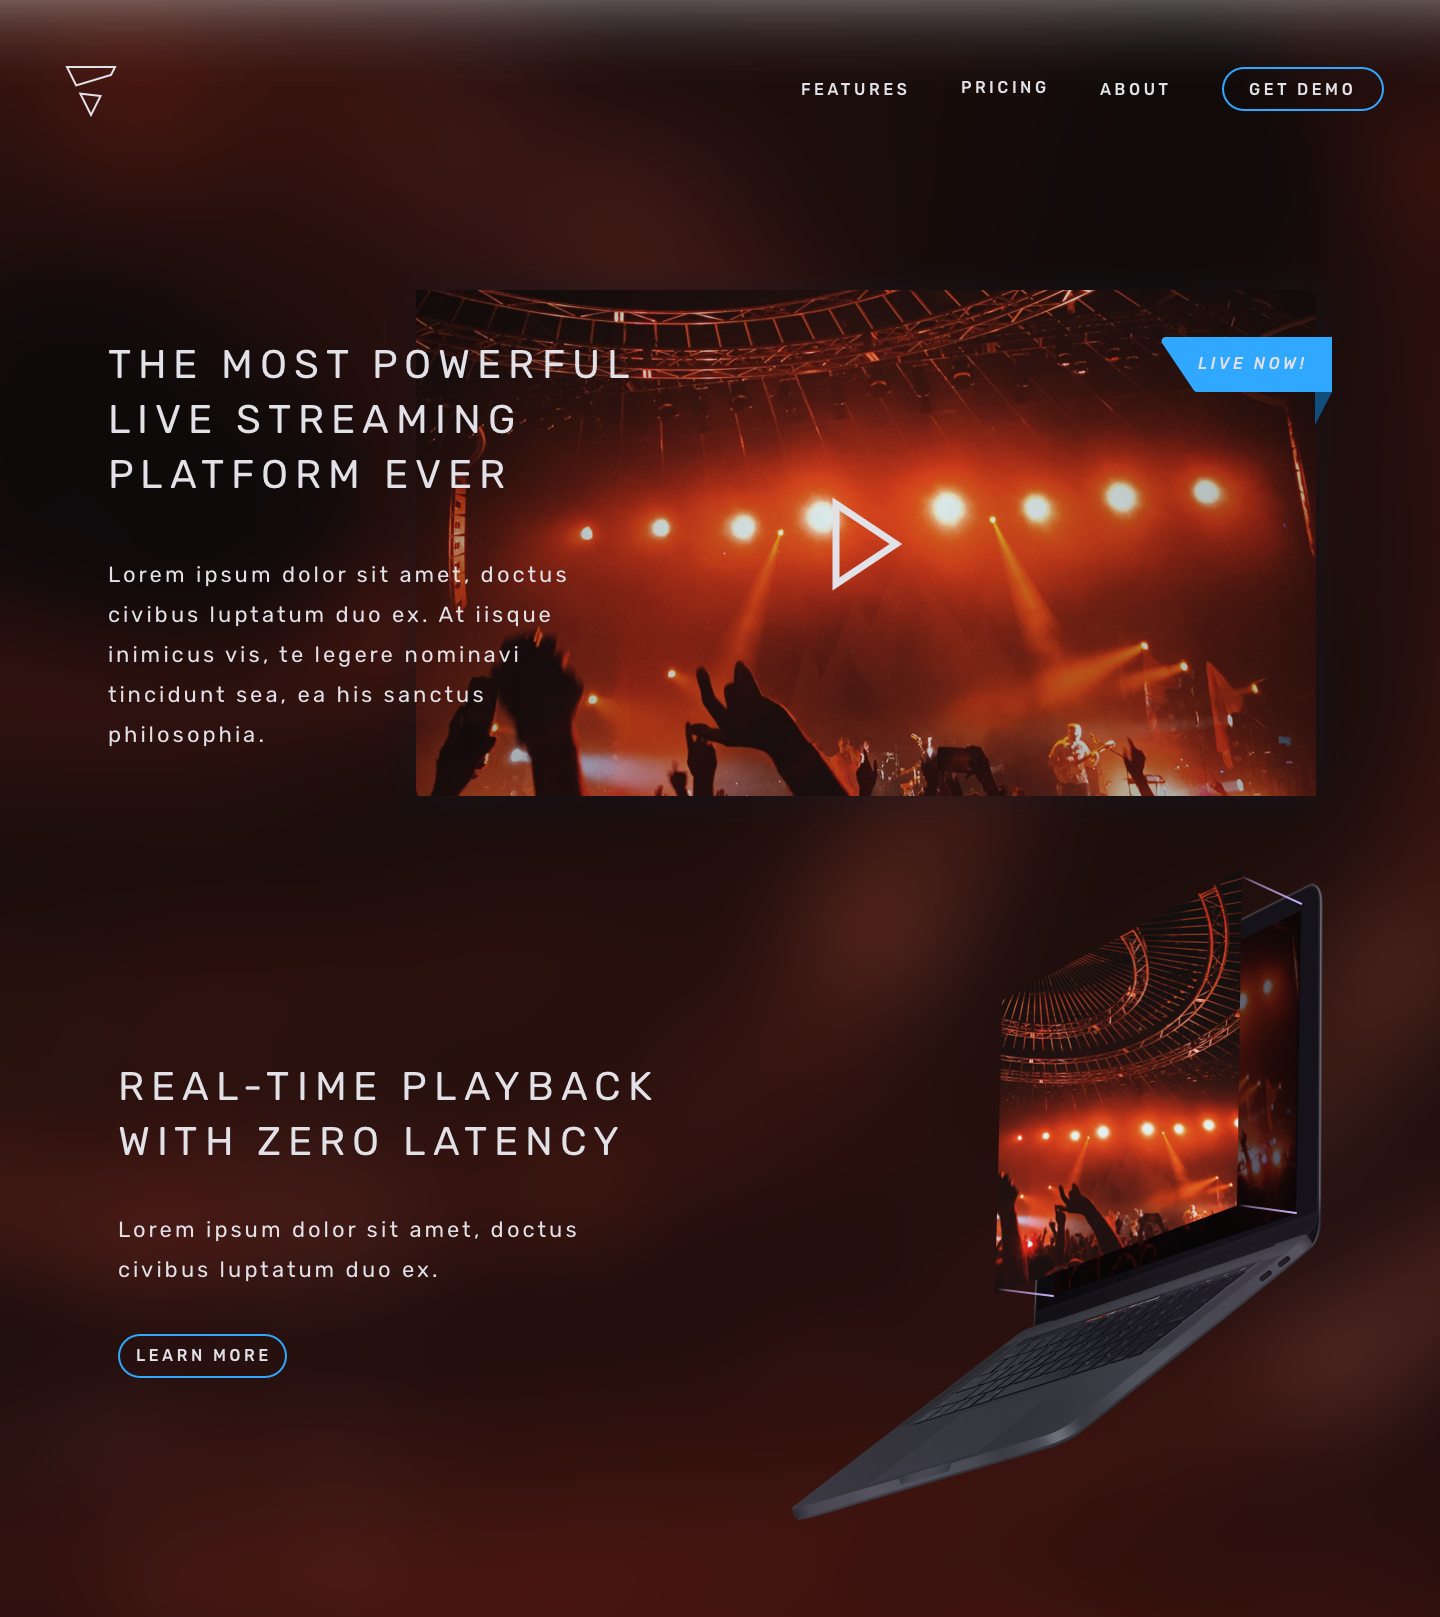 FEATURES PRICING ABOUT GET DEMO
THE MOST POWERFUL
LIVE STREAMING
PLATFORM EVER
LIVE NOW!
Lorem ipsum dolor sit amet, doctus
civibus luptatum duo ex. At iisque
inimicus vis, te legere nominavi
tincidunt sea, ea his sanctus
philosophia.
REAL-TIME PLAYBACK
WITH ZERO LATENCY
Lorem ipsum dolor sit amet, doctus
civibus luptatum duo ex.
LEARN MORE